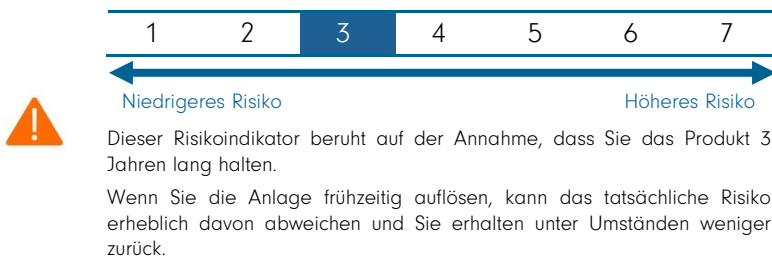 1 2 3 4 5 6 7
Niedrigeres Risiko Höheres Risiko
Dieser Risikoindikator beruht auf der Annahme, dass Sie das Produkt 3
Jahren lang halten.
Wenn Sie die Anlage frühzeitig auflösen, kann das tatsächliche Risiko
erheblich davon abweichen und Sie erhalten unter Umständen weniger
zurück.